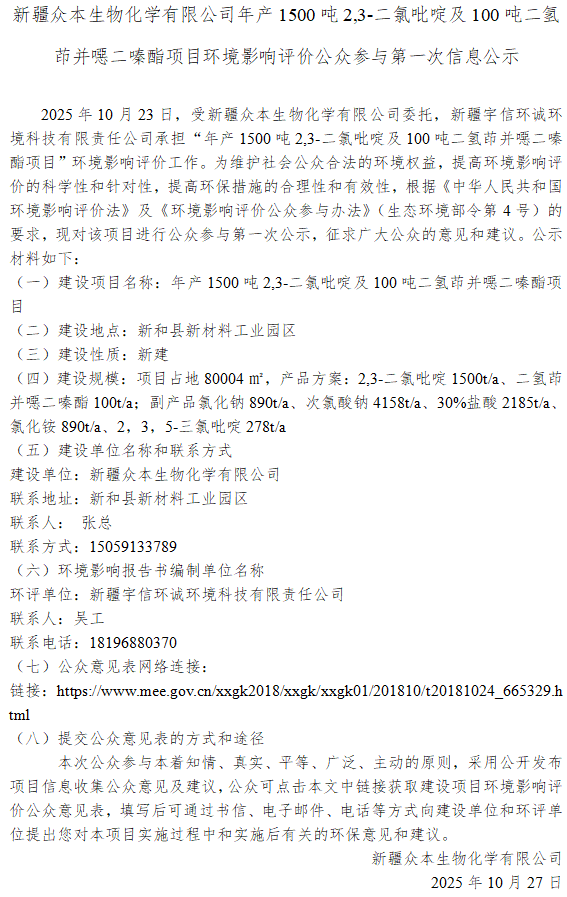 新疆众本生物化学有限公司年产 1500 吨 2,3-二氯吡啶及 100 吨二氢
茚并噁二嗪酯项目环境影响评价公众参与第一次信息公示
2025 年 10 月 23 日，受新疆众本生物化学有限公司委托，新疆宇信环诚环
境科技有限责任公司承担“年产 1500 吨 2,3-二氯吡啶及 100 吨二氢茚并噁二嗪
酯项目”环境影响评价工作。为维护社会公众合法的环境权益，提高环境影响评
价的科学性和针对性，提高环保措施的合理性和有效性，根据《中华人民共和国
环境影响评价法》及《环境影响评价公众参与办法》（生态环境部令第 4 号）的
要求，现对该项目进行公众参与第一次公示，征求广大公众的意见和建议。公示
材料如下：
（一）建设项目名称：年产 1500 吨 2,3-二氯吡啶及 100 吨二氢茚并噁二嗪酯项
目
（二）建设地点：新和县新材料工业园区
（三）建设性质：新建
（四）建设规模：项目占地 80004 ㎡，产品方案：2,3-二氯吡啶 1500t/a、二氢茚
并噁二嗪酯 100t/a；副产品氯化钠 890t/a、次氯酸钠 4158t/a、30%盐酸 2185t/a、
氯化铵 890t/a、2，3，5-三氯吡啶 278t/a
（五）建设单位名称和联系方式
建设单位：新疆众本生物化学有限公司
联系地址：新和县新材料工业园区
联系人： 张总
联系方式：15059133789
（六）环境影响报告书编制单位名称
环评单位：新疆宇信环诚环境科技有限责任公司
联系人：吴工
联系电话：18196880370
（七）公众意见表网络连接：
链接：https://www.mee.gov.cn/xxgk2018/xxgk/xxgk01/201810/t20181024_665329.h
tml
（八）提交公众意见表的方式和途径
本次公众参与本着知情、真实、平等、广泛、主动的原则，采用公开发布
项目信息收集公众意见及建议，公众可点击本文中链接获取建设项目环境影响评
价公众意见表，填写后可通过书信、电子邮件、电话等方式向建设单位和环评单
位提出您对本项目实施过程中和实施后有关的环保意见和建议。
新疆众本生物化学有限公司
2025 年 10 月 27 日